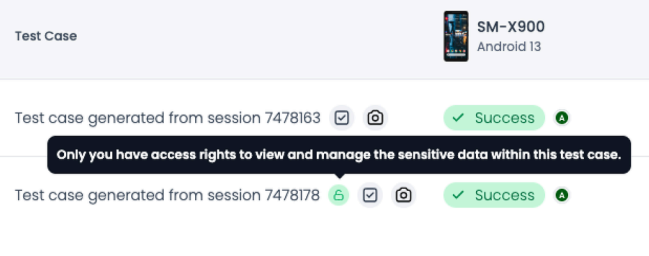 Test Case
SM-X900
Android 13
Test case generated from session 7478163
Success
A
Only you have access rights to view and manage the sensitive data within this test case.
Test case generated from session 7478178
Success
A